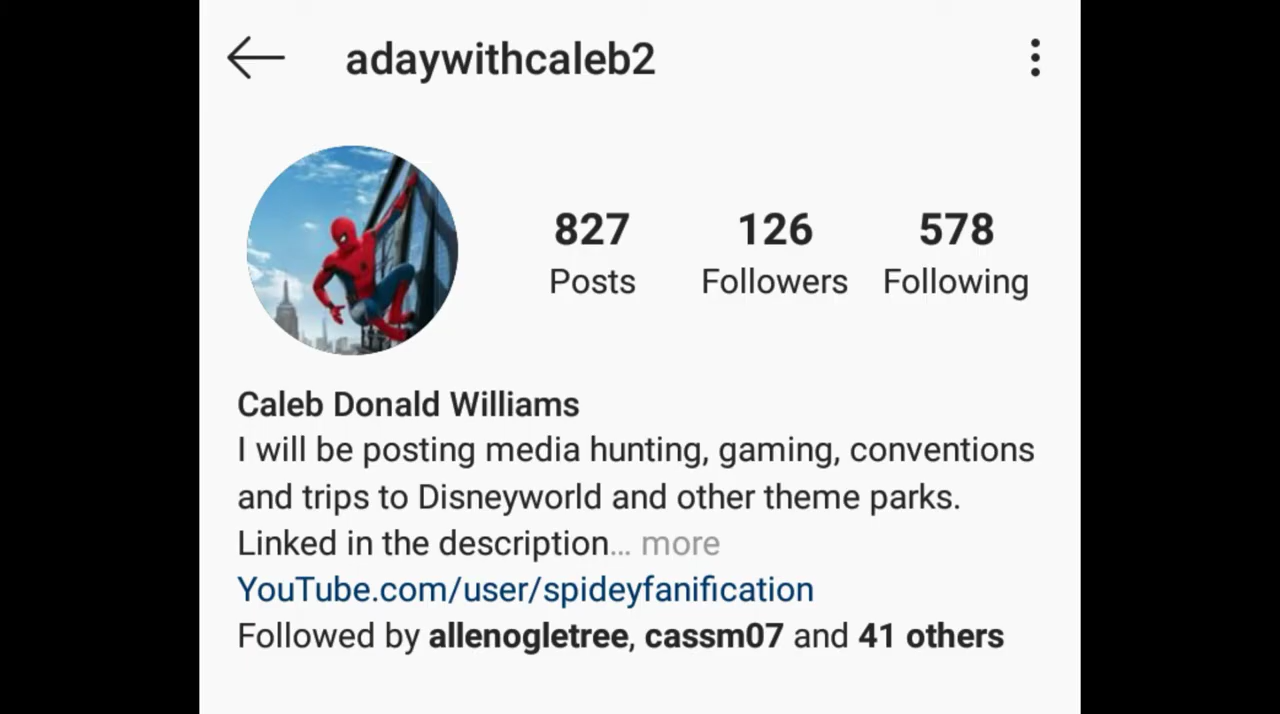 adaywithcaleb2
827 126 578
Posts Followers Following
Caleb Donald Williams
I will be posting media hunting, gaming, conventions
and trips to Disneyworld and other theme parks.
Linked in the description... more
YouTube.com/user/spideyfanification
Followed by allenogletree, cassm07 and 41 others